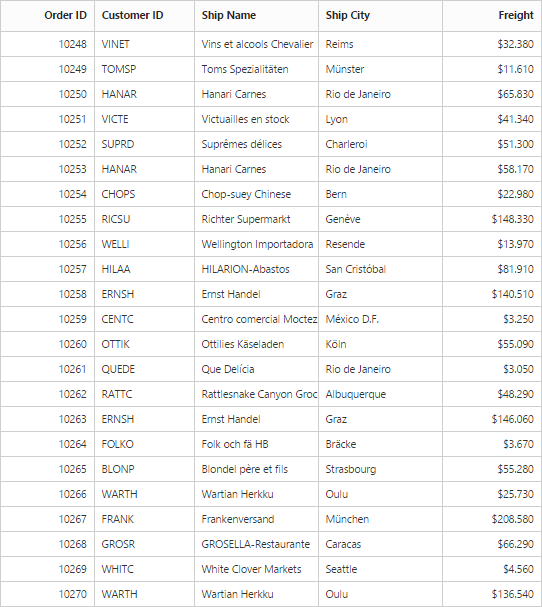 Order ID Customer ID Ship Name Ship City Freight
10248 VINET Vins et alcools Chevalier Reims $32.380
10249 TOMSP Toms Spezialitäten Münster $11.610
10250 HANAR Hanari Carnes Rio de Janeiro $65.830
10251 VICTE Victuailles en stock Lyon $41.340
10252 SUPRD Suprêmes délices Charleroi $51.300
10253 HANAR Hanari Carnes Rio de Janeiro $58.170
10254 CHOPS Chop-suey Chinese Bern $22.980
10255 RICSU Richter Supermarkt Genève $148.330
10256 WELLI Wellington Importadora Resende $13.970
10257 HILAA HILARION-Abastos San Cristóbal $81.910
10258 ERNSH Ernst Handel Graz $140.510
10259 CENTC Centro comercial Moctez México D.F. $3.250
10260 OTTIK Ottilies Käseladen Köln $55.090
10261 QUEDE Que Delícia Rio de Janeiro $3.050
10262 RATTC Rattlesnake Canyon Groc Albuquerque $48.290
10263 ERNSH Ernst Handel Graz $146.060
10264 FOLKO Folk och fä HB Bräcke $3.670
10265 BLONP Blondel père et fils Strasbourg $55.280
10266 WARTH Wartian Herkku Oulu $25.730
10267 FRANK Frankenversand München $208.580
10268 GROSR GROSELLA-Restaurante Caracas $66.290
10269 WHITC White Clover Markets Seattle $4.560
10270 WARTH Wartian Herkku Oulu $136.540